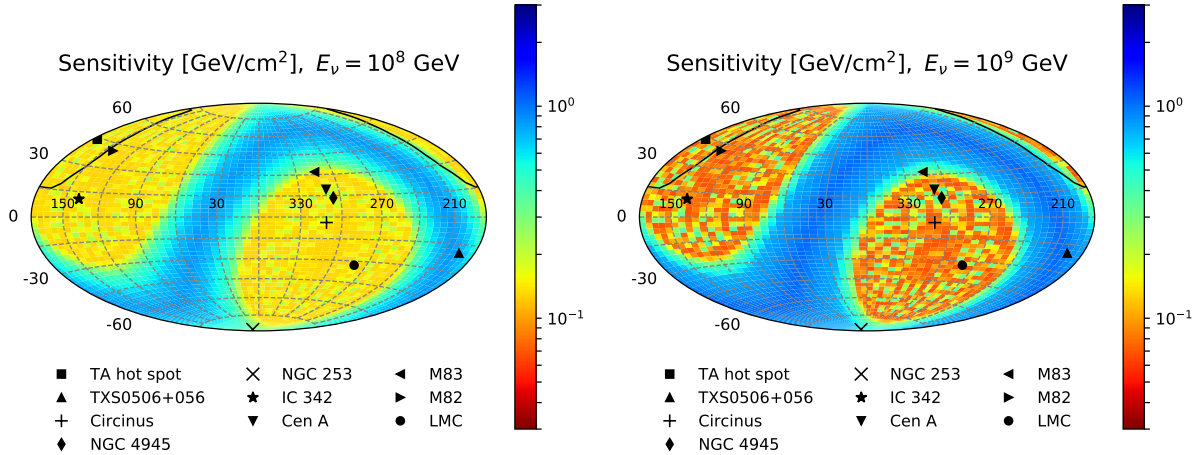 Sensitivity [GeV/cm²], Eν = 10⁸ GeV
60
30
0
-30
-60
150
90
30
330
270
210
10⁰
10⁻¹
TA hot spot
NGC 253
M83
TXS0506+056
IC 342
M82
Circinus
Cen A
LMC
NGC 4945
Sensitivity [GeV/cm²], Eν = 10⁹ GeV
60
30
0
-30
-60
150
90
30
330
270
210
10⁰
10⁻¹
TA hot spot
NGC 253
M83
TXS0506+056
IC 342
M82
Circinus
Cen A
LMC
NGC 4945